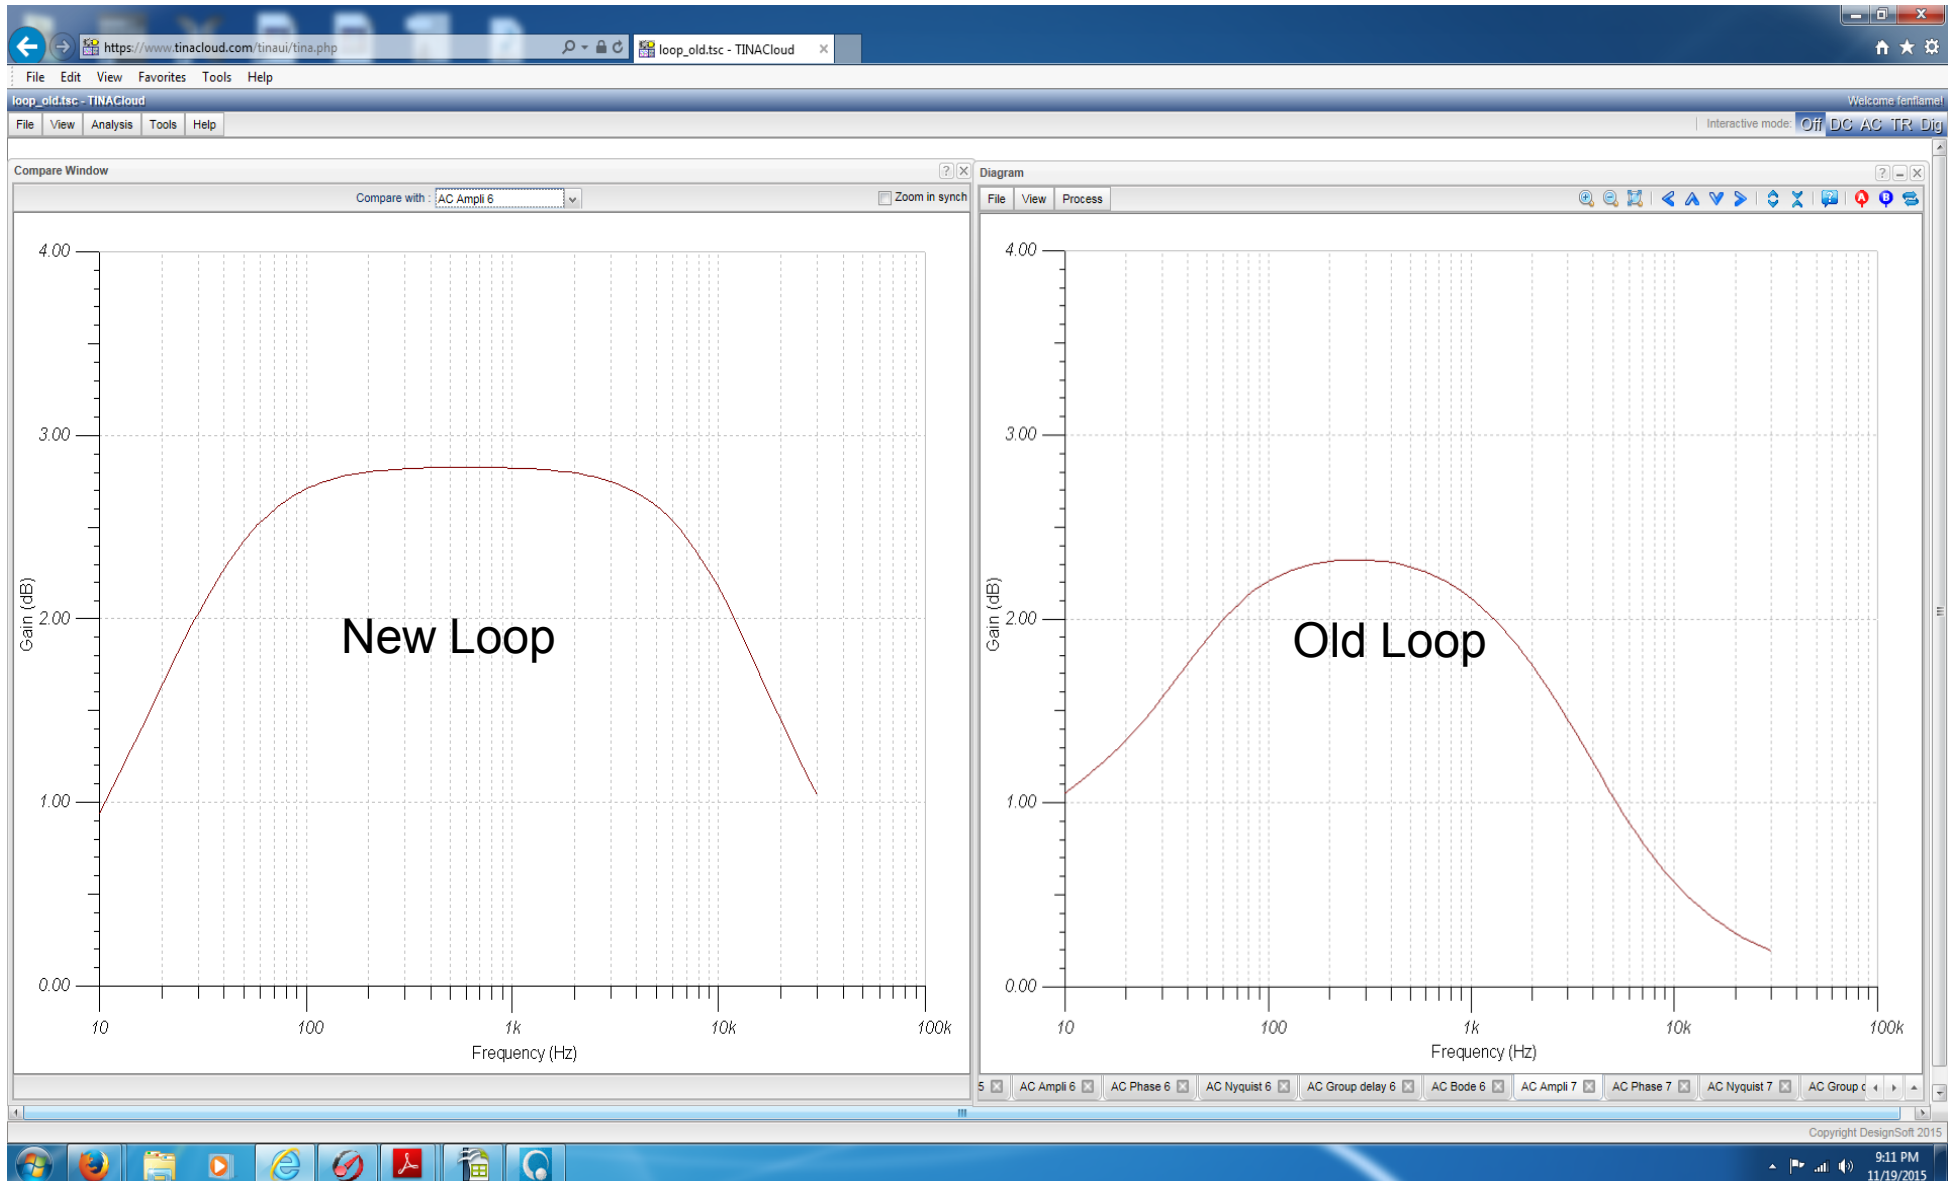 https://www.tinacloud.com/tinaui/tina.php
loop_old.tsc - TINACloud
File Edit View Favorites Tools Help
loop_old.tsc - TINACloud
Welcome fenflame!
File View Analysis Tools Help
Interactive mode: Off DC AC TR Dig
Compare Window
Compare with : AC Ampli 6
Zoom in synch
4.00
3.00
2.00
1.00
0.00
Gain (dB)
New Loop
10 100 1k 10k 100k
Frequency (Hz)
Diagram
File View Process
A B
4.00
3.00
2.00
1.00
0.00
Gain (dB)
Old Loop
10 100 1k 10k 100k
Frequency (Hz)
5 AC Ampli 6 AC Phase 6 AC Nyquist 6 AC Group delay 6 AC Bode 6 AC Ampli 7 AC Phase 7 AC Nyquist 7 AC Group
Copyright DesignSoft 2015
9:11 PM
11/19/2015